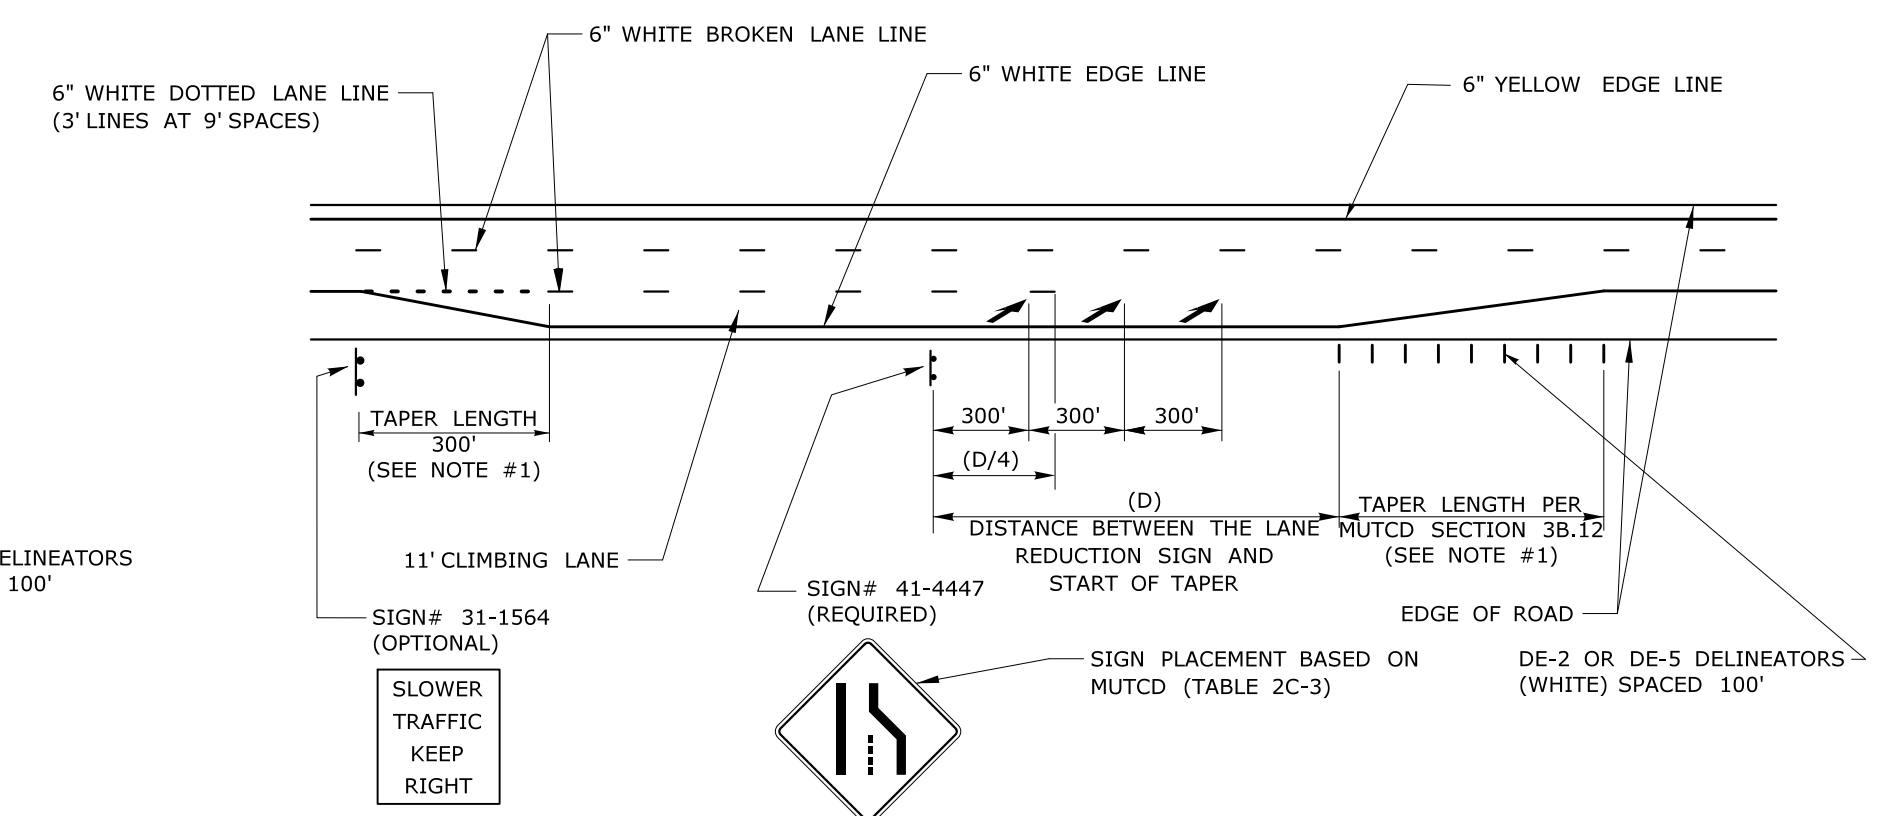 6" WHITE BROKEN LANE LINE
6" WHITE EDGE LINE
6" YELLOW EDGE LINE
6" WHITE DOTTED LANE LINE
(3' LINES AT 9' SPACES)
TAPER LENGTH
300'
(SEE NOTE #1)
300' 300' 300'
(D/4)
(D)
DISTANCE BETWEEN THE LANE
REDUCTION SIGN AND
START OF TAPER
TAPER LENGTH PER
MUTCD SECTION 3B.12
(SEE NOTE #1)
ELINEATORS
100'
11' CLIMBING LANE
SIGN# 41-4447
(REQUIRED)
EDGE OF ROAD
SIGN# 31-1564
(OPTIONAL)
SIGN PLACEMENT BASED ON
MUTCD (TABLE 2C-3)
DE-2 OR DE-5 DELINEATORS
(WHITE) SPACED 100'
SLOWER
TRAFFIC
KEEP
RIGHT